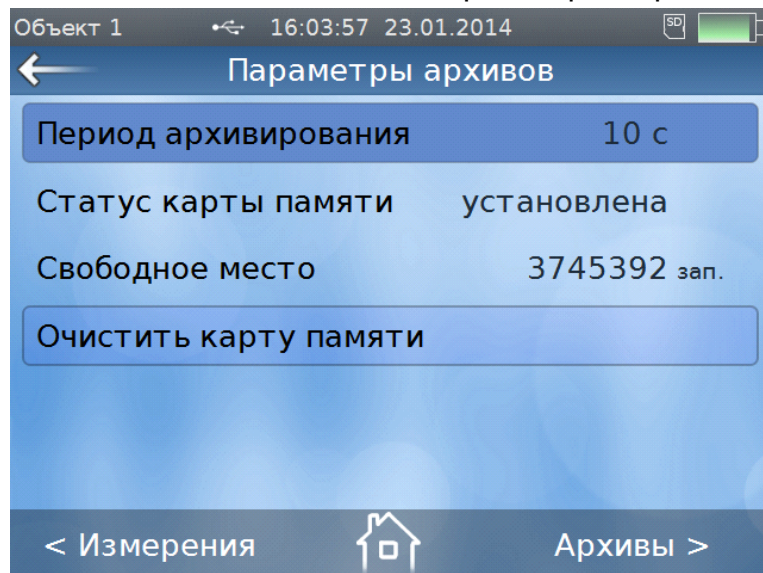 Объект 1 16:03:57 23.01.2014 SD
Параметры архивов
Период архивирования 10 с
Статус карты памяти установлена
Свободное место 3745392 зап.
Очистить карту памяти
< Измерения Архивы >